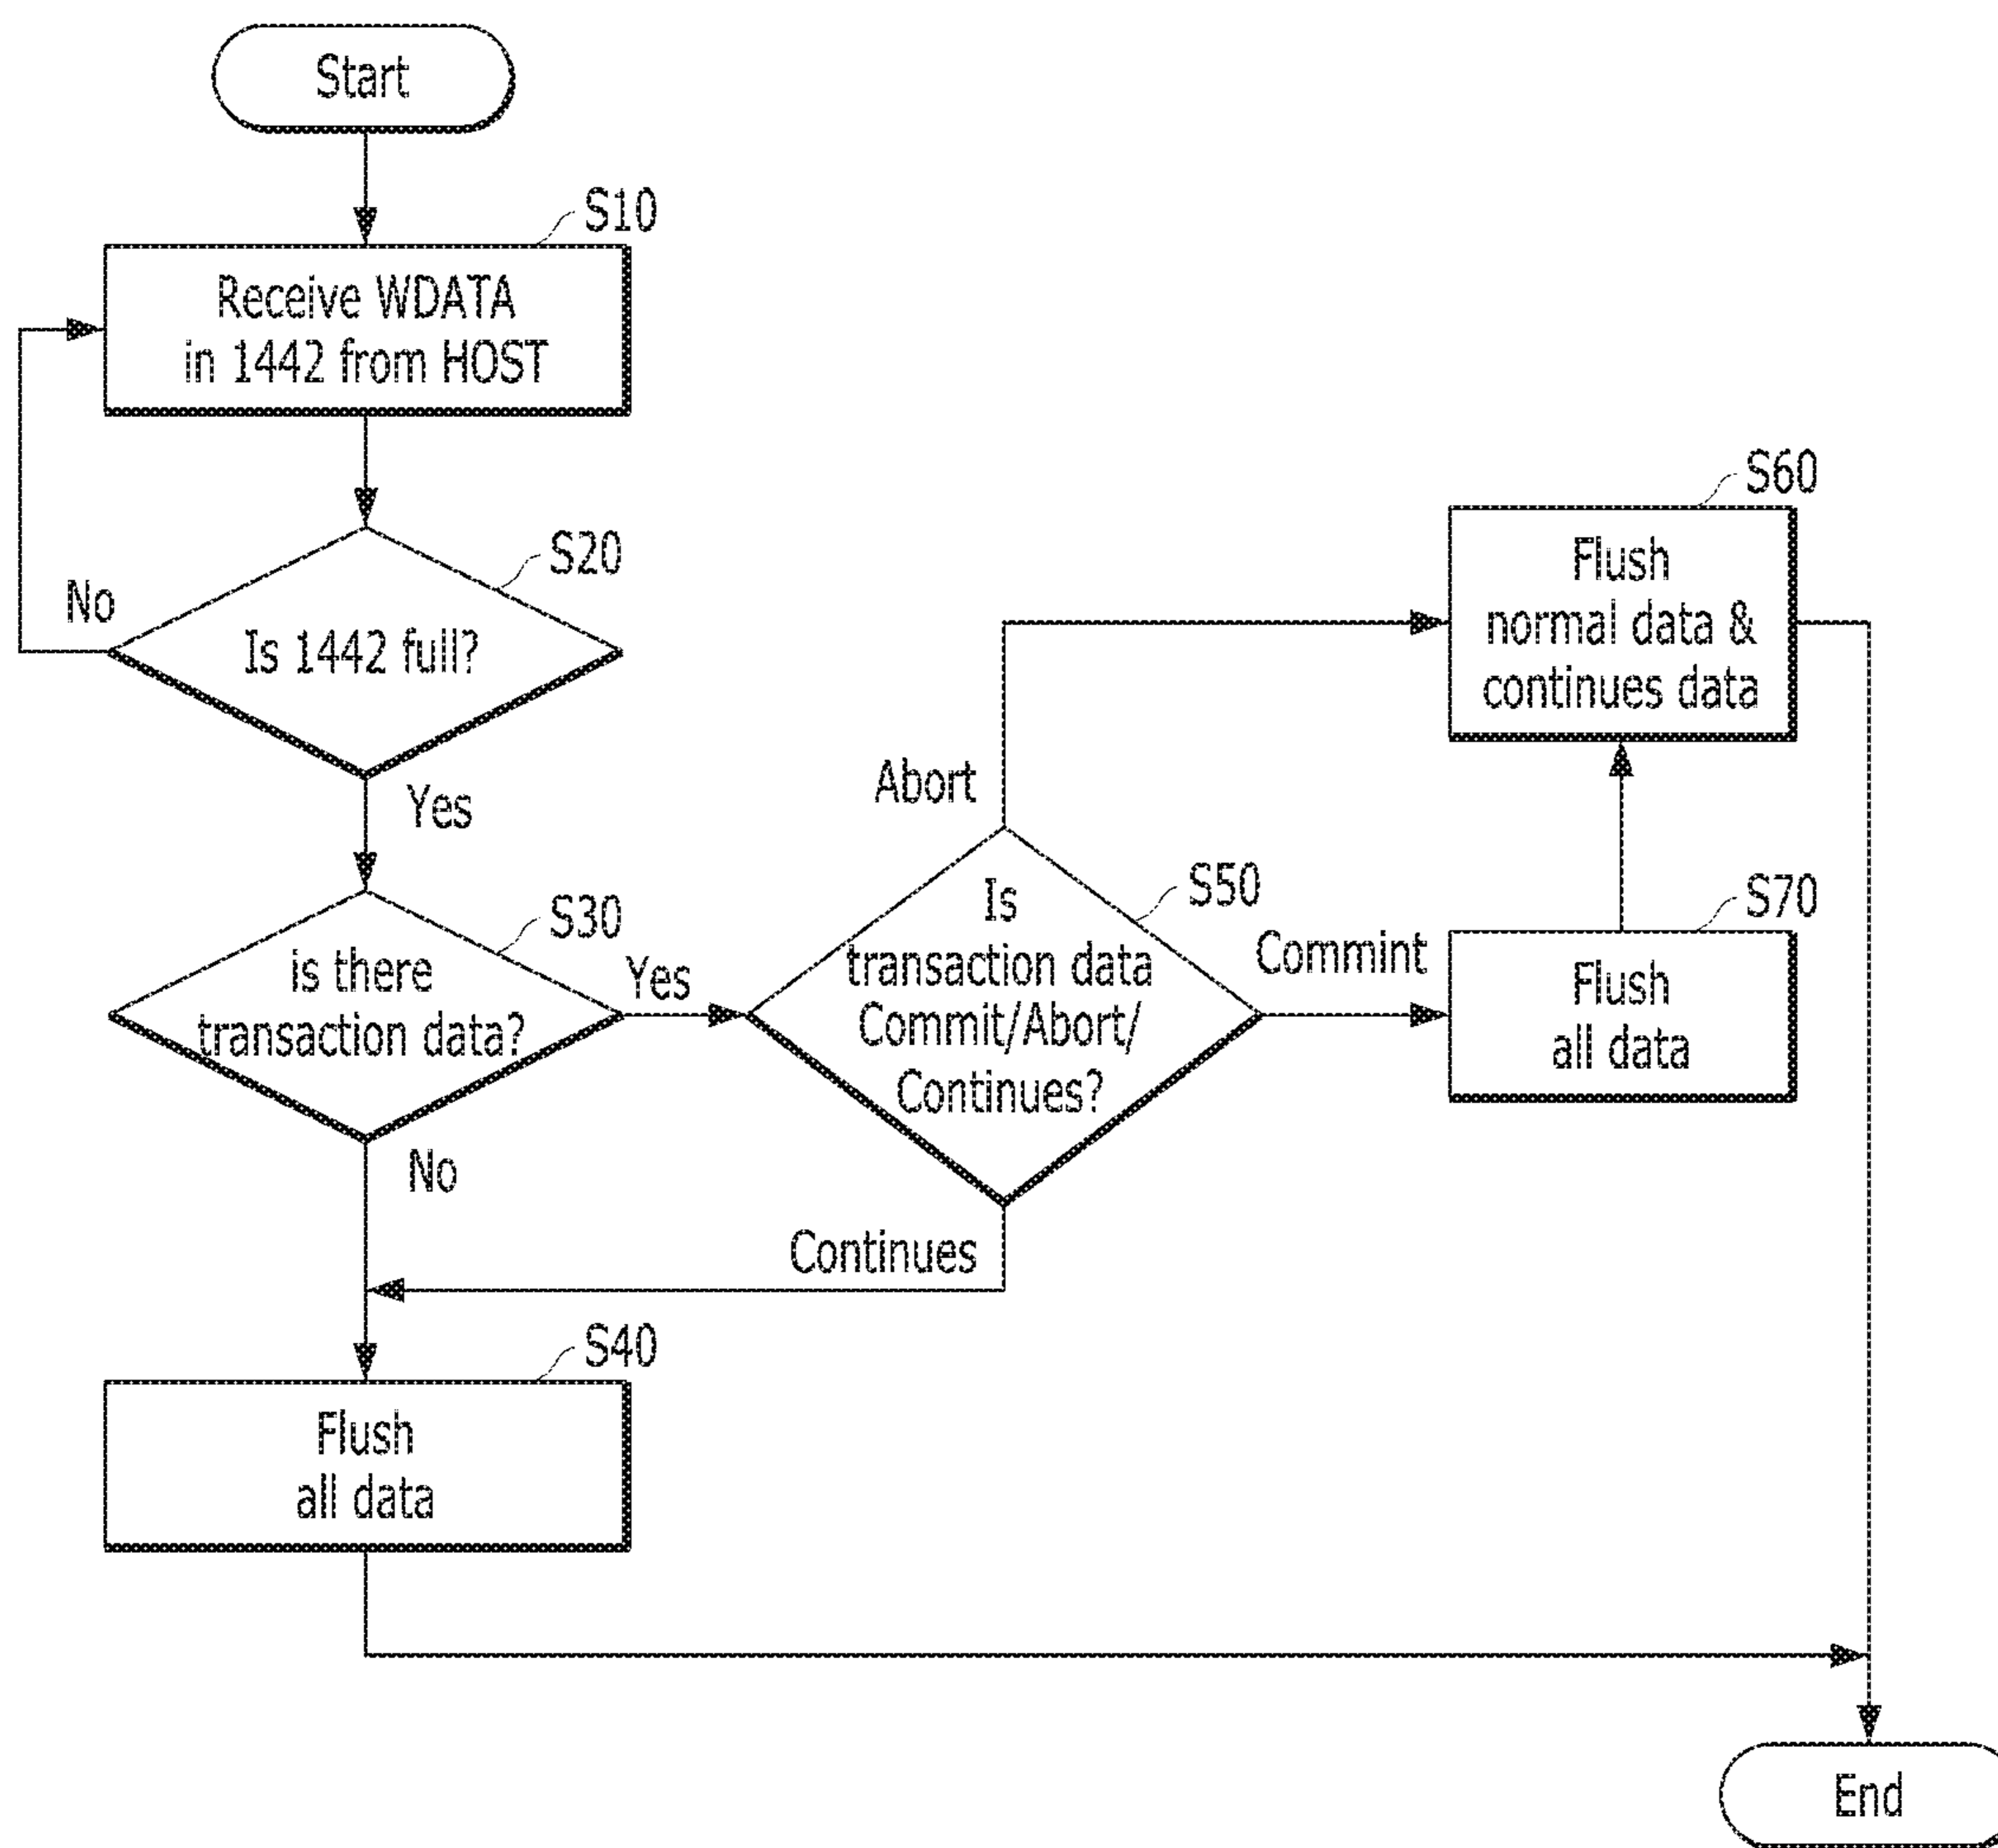 Start
S10
Receive WDATA
in 1442 from HOST
S20
No
Is 1442 full?
Yes
S30
is there
transaction data?
Yes
No
S50
Is
transaction data
Commit/Abort/
Continues?
Abort
Commint
Continues
S60
Flush
normal data &
continues data
S70
Flush
all data
S40
Flush
all data
End